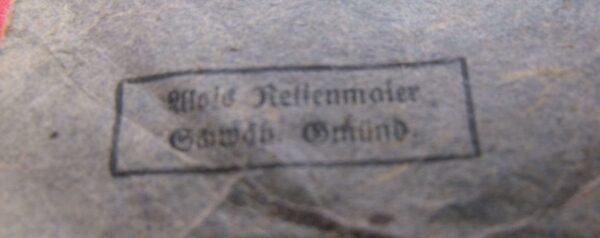 Alois Rettenmaier
Schwäb. Gmünd.